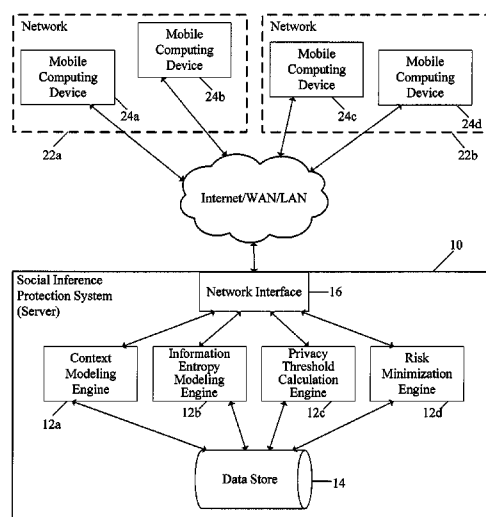 Network
Mobile
Computing
Device
24a
Mobile
Computing
Device
24b
22a
Network
Mobile
Computing
Device
24c
Mobile
Computing
Device
24d
22b
Internet/WAN/LAN
10
Social Inference
Protection System
(Server)
Network Interface
16
Context
Modeling
Engine
12a
Information
Entropy
Modeling
Engine
12b
Privacy
Threshold
Calculation
Engine
12c
Risk
Minimization
Engine
12d
Data Store
14